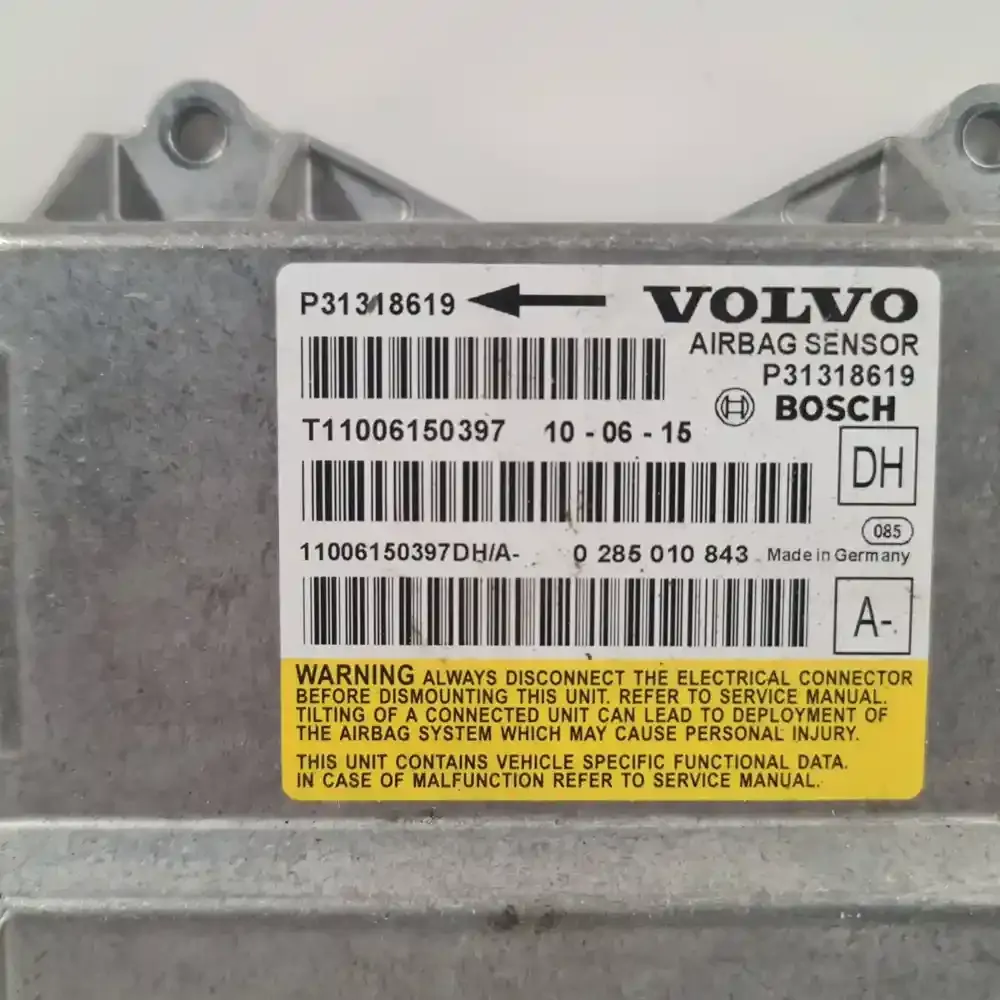 P31318619 VOLVO
AIRBAG SENSOR
P31318619
BOSCH
T11006150397 10 - 06 - 15
DH
085
11006150397DH/A- 0 285 010 843 Made in Germany
A-
WARNING ALWAYS DISCONNECT THE ELECTRICAL CONNECTOR
BEFORE DISMOUNTING THIS UNIT. REFER TO SERVICE MANUAL.
TILTING OF A CONNECTED UNIT CAN LEAD TO DEPLOYMENT OF
THE AIRBAG SYSTEM WHICH MAY CAUSE PERSONAL INJURY.
THIS UNIT CONTAINS VEHICLE SPECIFIC FUNCTIONAL DATA.
IN CASE OF MALFUNCTION REFER TO SERVICE MANUAL.